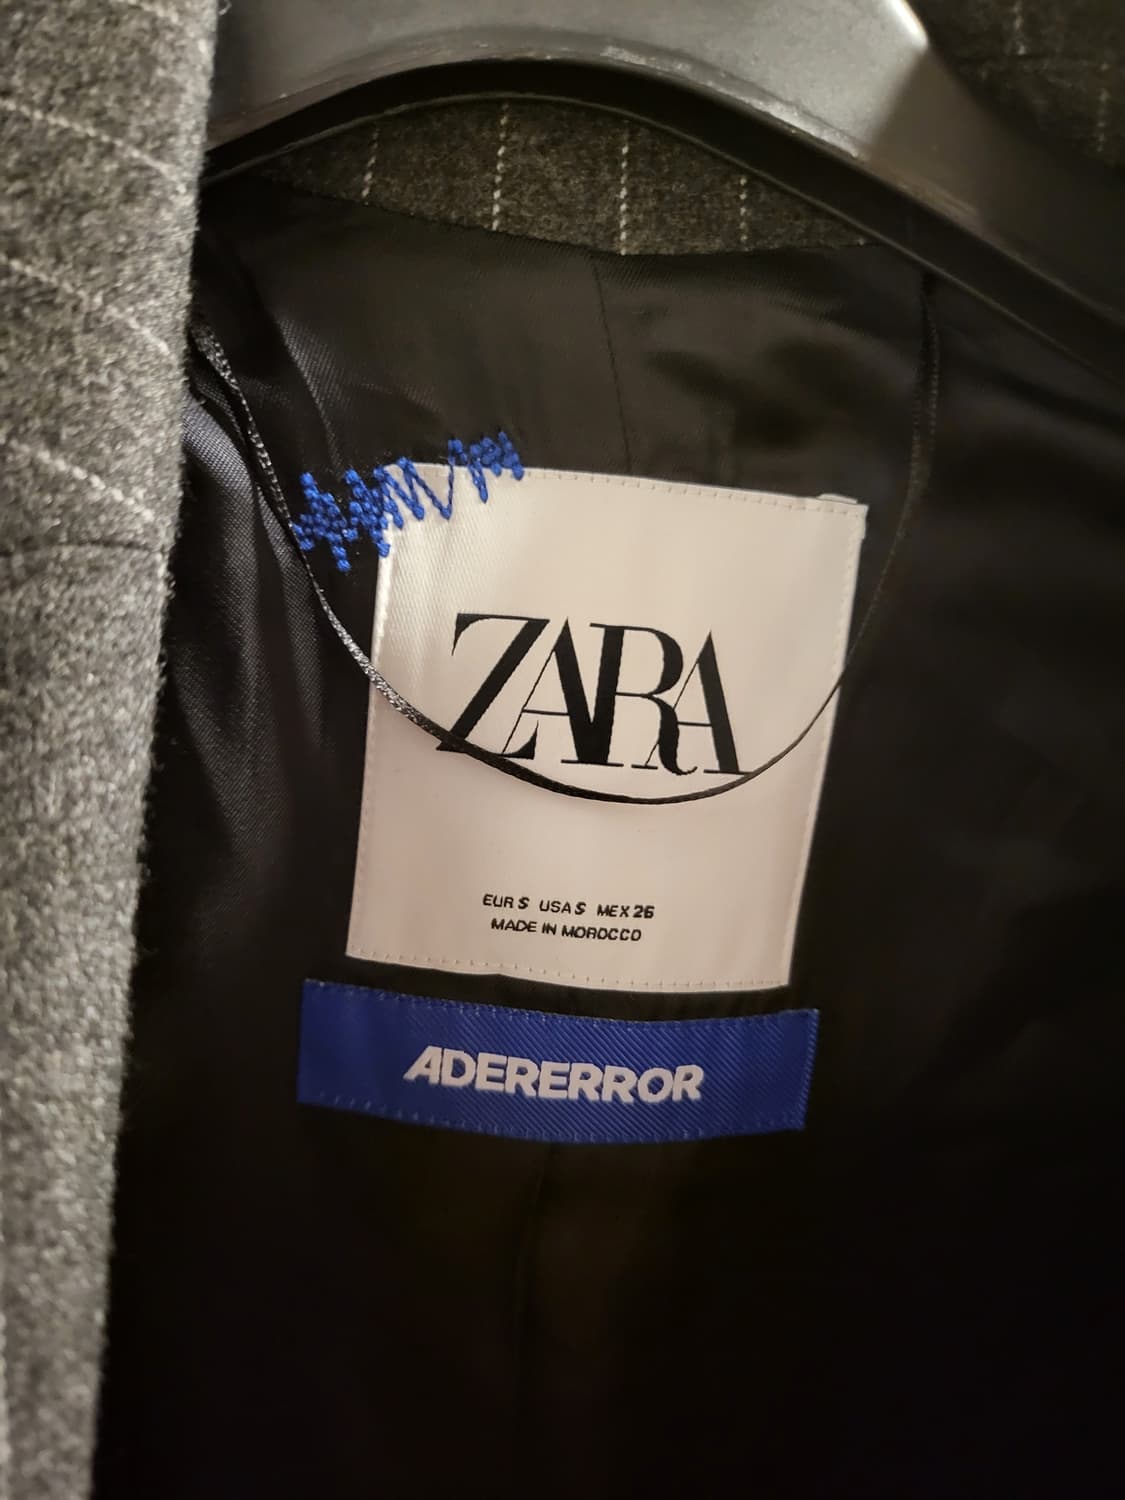 ZARA
EUR S USA S MEX 26
MADE IN MOROCCO
ADERERROR